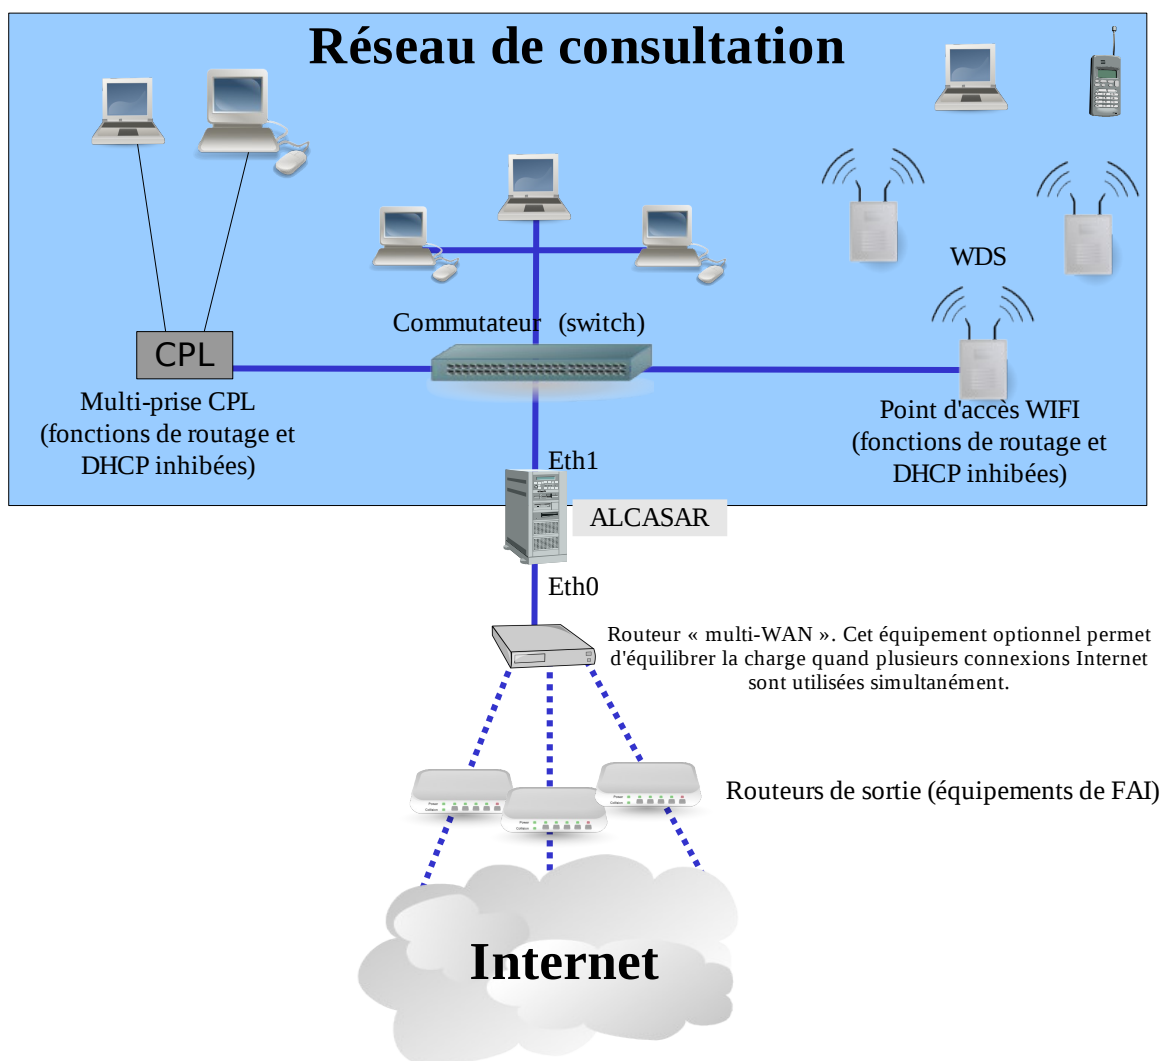 Réseau de consultation
WDS
Commutateur (switch)
CPL
Multi-prise CPL
(fonctions de routage et
DHCP inhibées)
Point d'accès WIFI
(fonctions de routage et
DHCP inhibées)
Eth1
ALCASAR
Eth0
Routeur « multi-WAN ». Cet équipement optionnel permet
d'équilibrer la charge quand plusieurs connexions Internet
sont utilisées simultanément.
Routeurs de sortie (équipements de FAI)
Internet